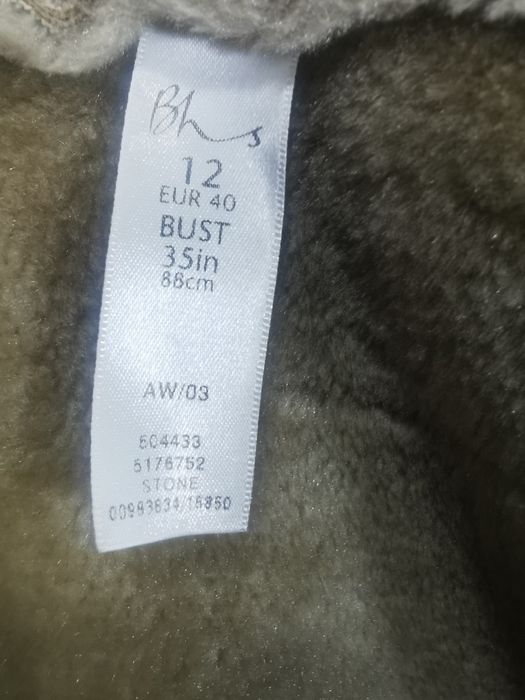 Bhs
12
EUR 40
BUST
35in
88cm
AW/03
504433
5176752
STONE
00993834/15850